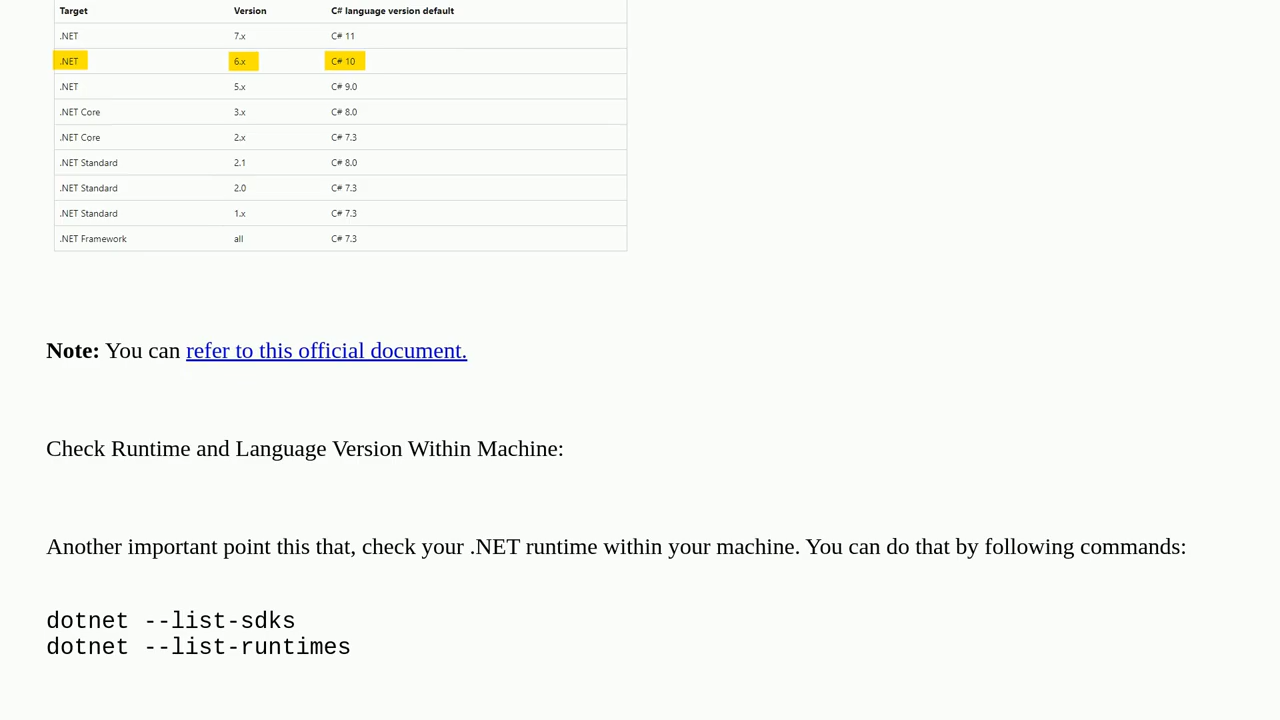 Target Version C# language version default
.NET 7.x C# 11
.NET 6.x C# 10
.NET 5.x C# 9.0
.NET Core 3.x C# 8.0
.NET Core 2.x C# 7.3
.NET Standard 2.1 C# 8.0
.NET Standard 2.0 C# 7.3
.NET Standard 1.x C# 7.3
.NET Framework all C# 7.3
Note: You can refer to this official document.
Check Runtime and Language Version Within Machine:
Another important point this that, check your .NET runtime within your machine. You can do that by following commands:
dotnet --list-sdks
dotnet --list-runtimes